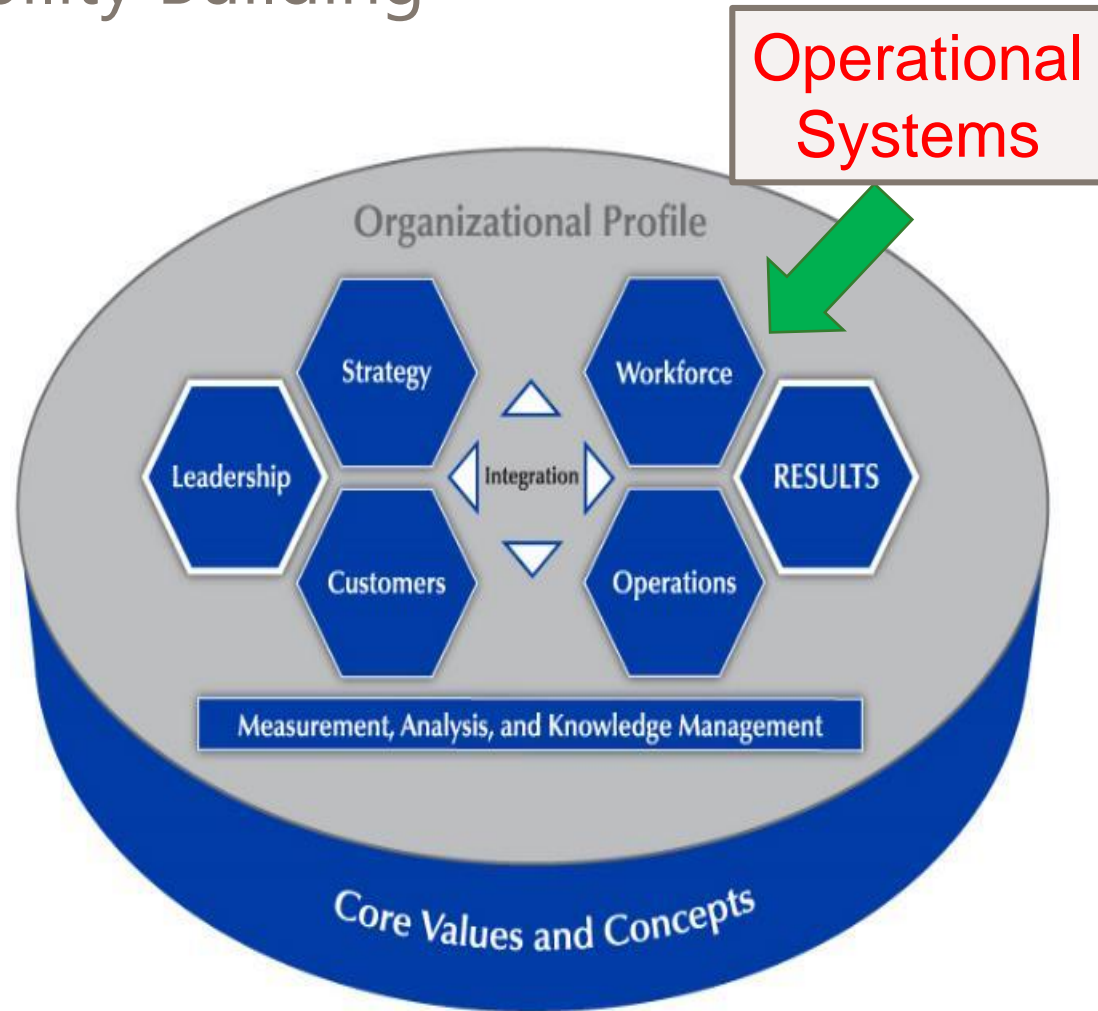 Building
Operational
Systems
Organizational Profile
Strategy
Workforce
Leadership
Integration
RESULTS
Customers
Operations
Measurement, Analysis, and Knowledge Management
Core Values and Concepts